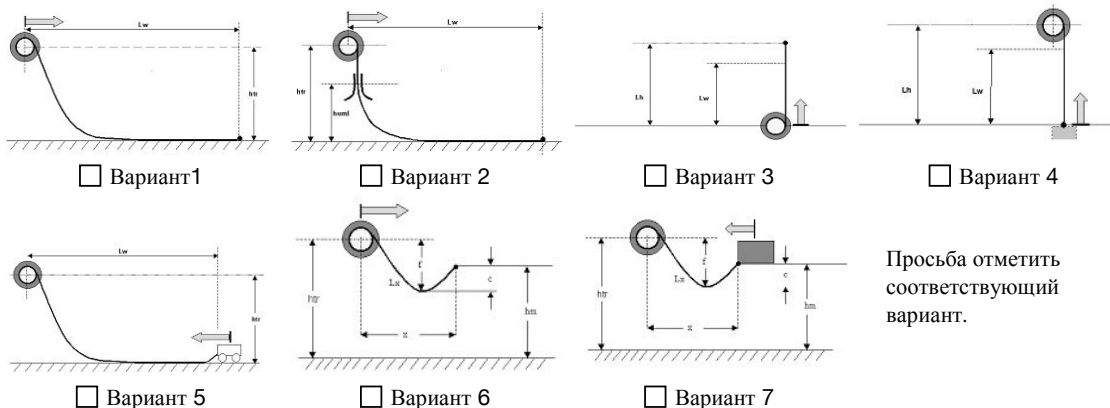 Lw
htr
Вариант1
Lw
htr
huml
Вариант 2
Lh
Lw
Вариант 3
Lh
Lw
Вариант 4
Lw
htr
Вариант 5
htr
f
Lx
c
x
hm
Вариант 6
htr
f
Lx
c
x
hm
Вариант 7
Просьба отметить
соответствующий
вариант.